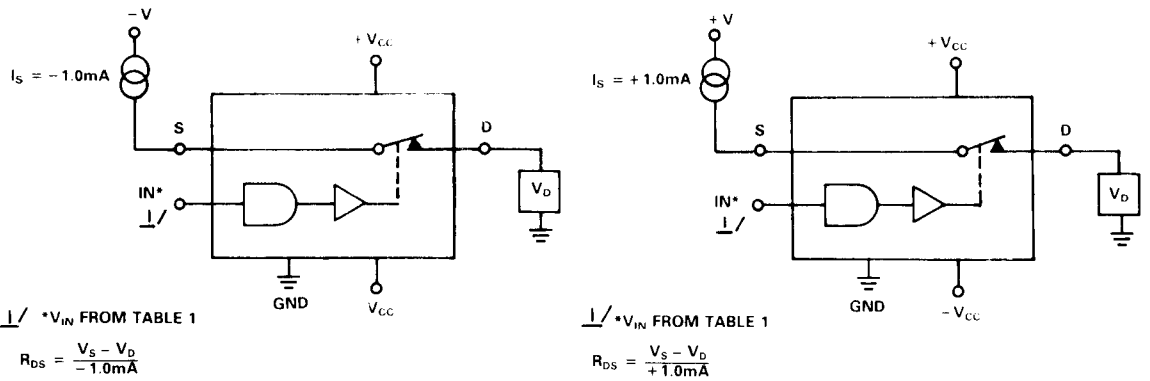 −V
+V_CC
I_S = −1.0mA
S
D
V_D
IN*
1/
GND
V_CC
1/ *V_IN FROM TABLE 1
R_DS = (V_S − V_D) / −1.0mA
+V
+V_CC
I_S = +1.0mA
S
D
V_D
IN*
1/
GND
−V_CC
1/ *V_IN FROM TABLE 1
R_DS = (V_S − V_D) / +1.0mA